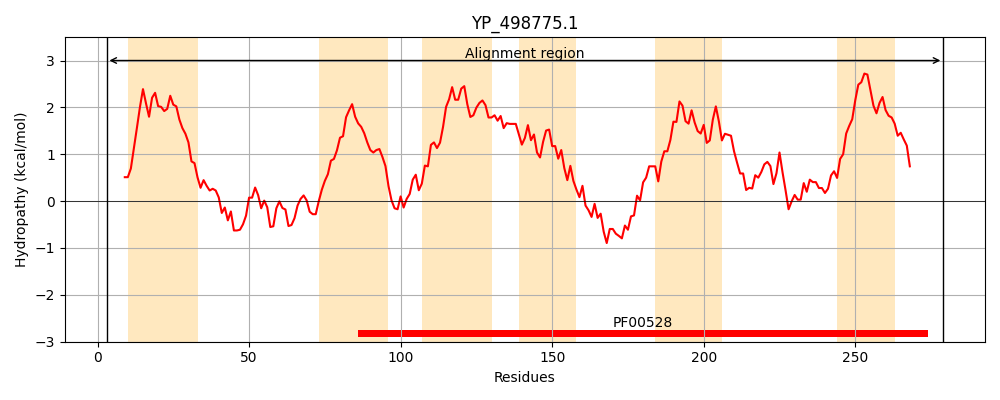 YP_498775.1
Alignment region
3
2
1
0
−1
−2
−3
Hydropathy (kcal/mol)
PF00528
0 50 100 150 200 250
Residues